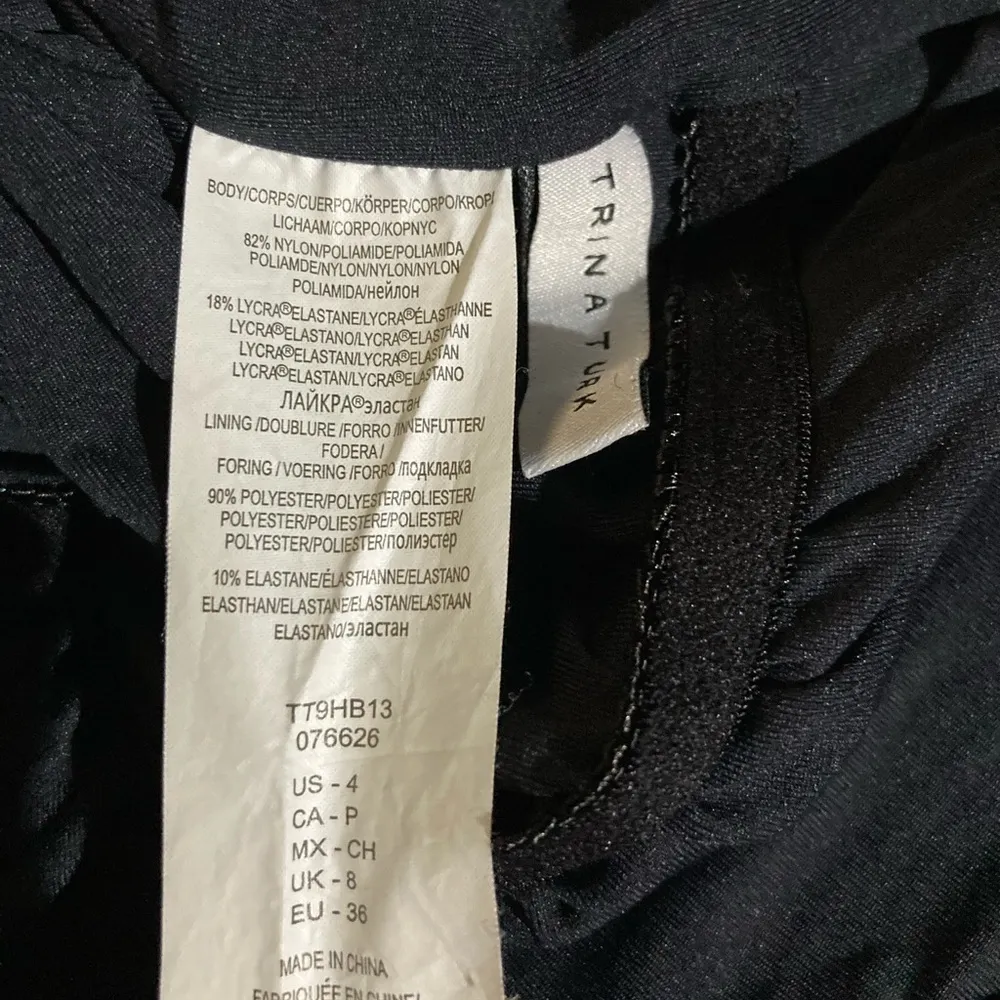 BODY/CORPS/CUERPO/KÖRPER/CORPO/KROP/
LICHAAM/CORPO/КОРПУС
82% NYLON/POLIAMIDE/POLIAMIDA
POLIAMDE/NYLON/NYLON/NYLON
POLIAMIDA/нейлон
18% LYCRA®ELASTANE/LYCRA®ÉLASTHANNE
LYCRA®ELASTANO/LYCRA®ELASTHAN
LYCRA®ELASTAN/LYCRA®ELASTAN
LYCRA®ELASTAN/LYCRA®ELASTANO
ЛАЙКРА®эластан
LINING /DOUBLURE /FORRO /INNENFUTTER/
FODERA /
FORING / VOERING /FORRO /подкладка
90% POLYESTER/POLYESTER/POLIESTER/
POLYESTER/POLIESTERE/POLIESTER/
POLYESTER/POLIESTER/полиэстер
10% ELASTANE/ÉLASTHANNE/ELASTANO
ELASTHAN/ELASTANE/ELASTAN/ELASTAAN
ELASTANO/эластан
TT9HB13
076626
US - 4
CA - P
MX - CH
UK - 8
EU - 36
MADE IN CHINA
FABRIQUÉE EN CHINE/
TRINA TURK